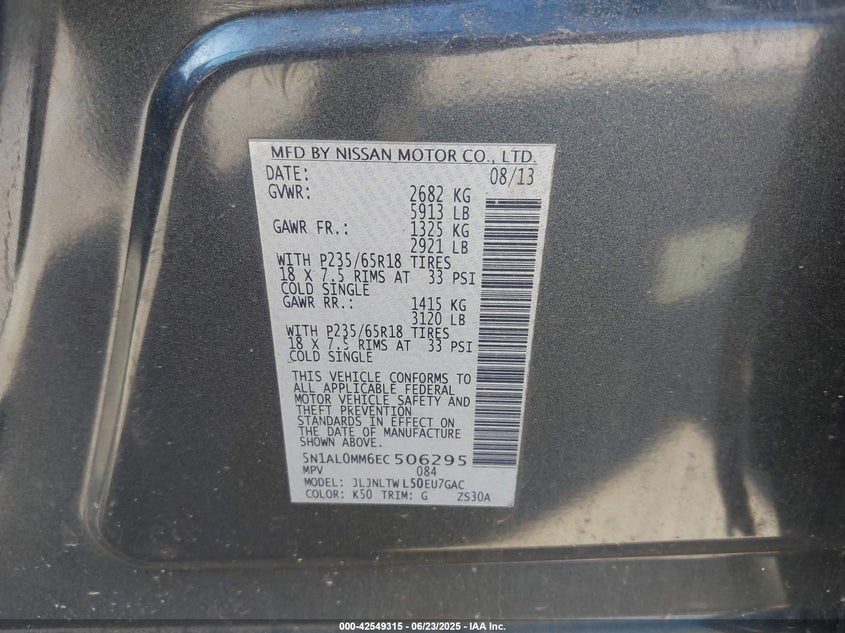 MFD BY NISSAN MOTOR CO., LTD.
DATE: 08/13
GVWR: 2682 KG
5913 LB
GAWR FR.: 1325 KG
2921 LB
WITH P235/65R18 TIRES
18 X 7.5 RIMS AT 33 PSI
COLD SINGLE
GAWR RR.: 1415 KG
3120 LB
WITH P235/65R18 TIRES
18 X 7.5 RIMS AT 33 PSI
COLD SINGLE
THIS VEHICLE CONFORMS TO
ALL APPLICABLE FEDERAL
MOTOR VEHICLE SAFETY AND
THEFT PREVENTION
STANDARDS IN EFFECT ON
THE DATE OF MANUFACTURE
SHOWN ABOVE.
5N1AL0MM6EC506295
MPV 084
MODEL: JLJNLTWL50EU7GAC
COLOR: K50 TRIM: G ZS30A
000-42549315 - 06/23/2025 - IAA Inc.